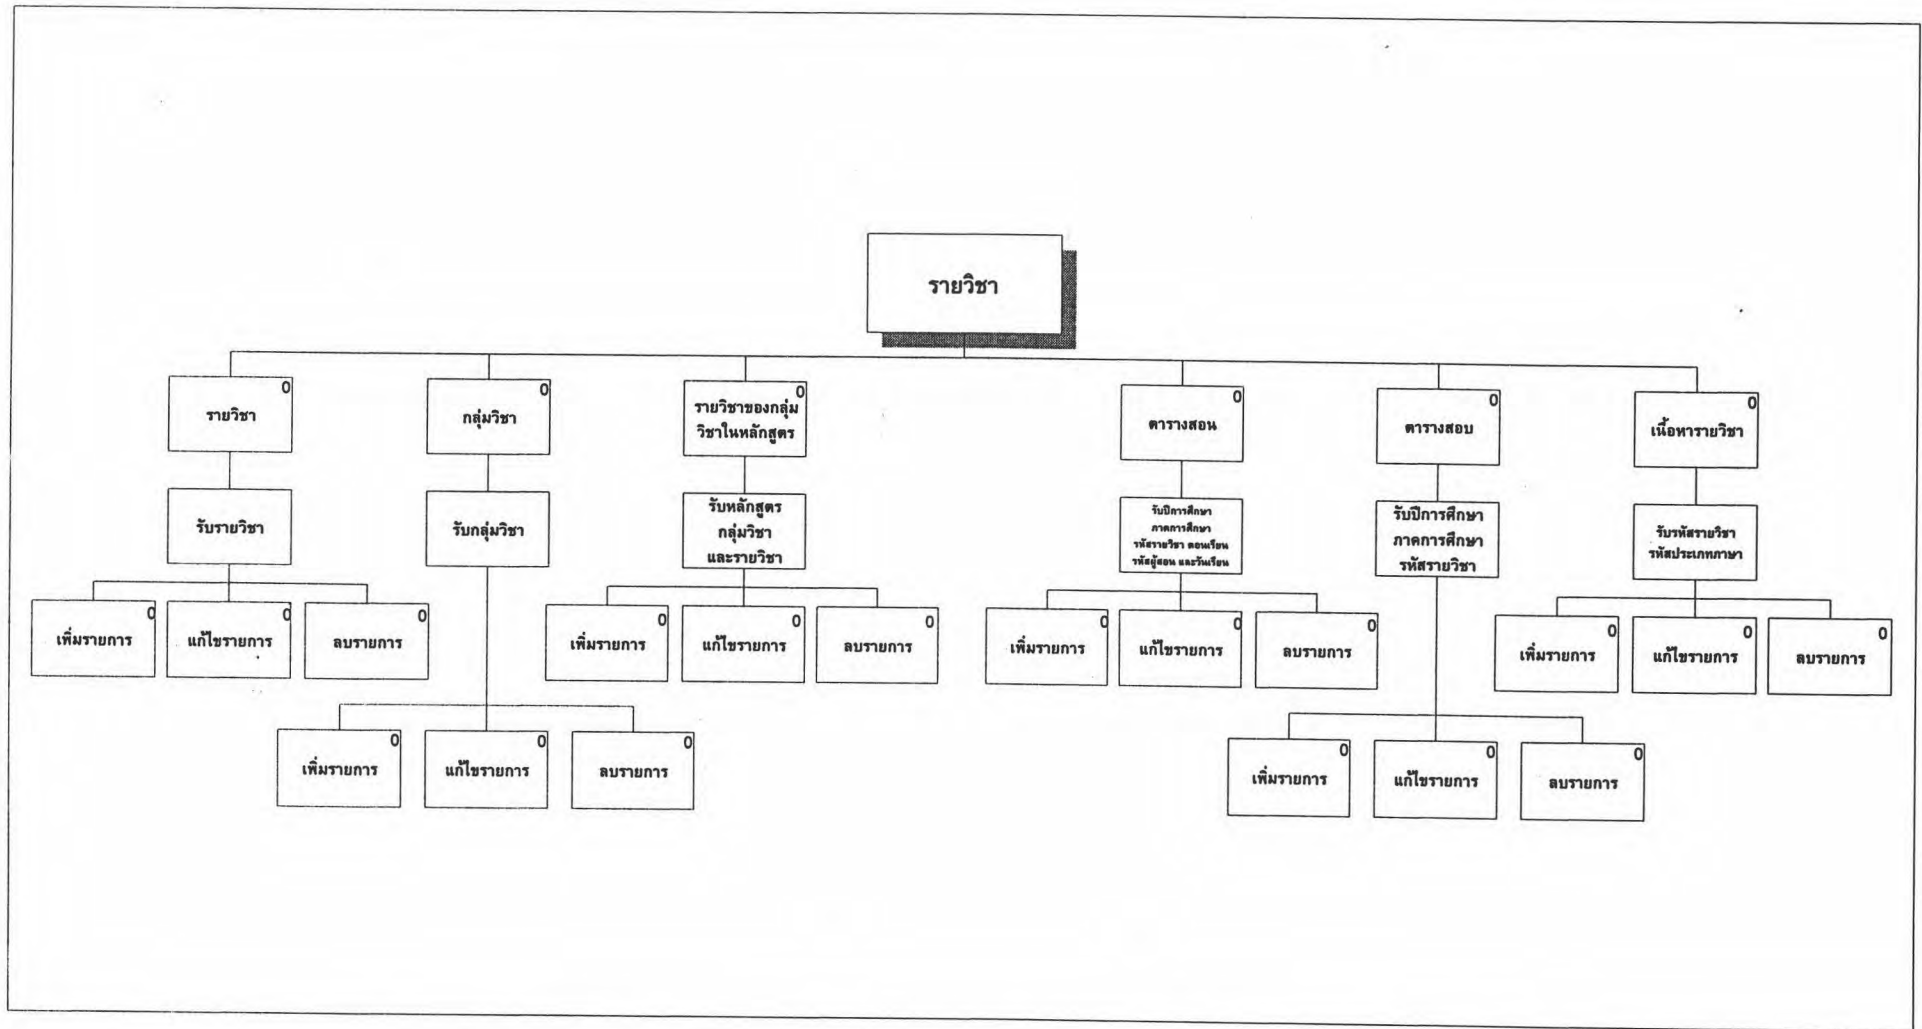 รายวิชา
0
รายวิชา
0
กลุ่มวิชา
0
รายวิชาของกลุ่ม
วิชาในหลักสูตร
0
ตารางสอน
0
ตารางสอบ
0
เนื้อหารายวิชา
รับรายวิชา
รับกลุ่มวิชา
รับหลักสูตร
กลุ่มวิชา
และรายวิชา
รับปีการศึกษา
ภาคการศึกษา
รหัสรายวิชา ตอนเรียน
รหัสผู้สอน และวันเรียน
รับปีการศึกษา
ภาคการศึกษา
รหัสรายวิชา
รับรหัสรายวิชา
รหัสประเภทภาษา
0
เพิ่มรายการ
0
แก้ไขรายการ
0
ลบรายการ
0
เพิ่มรายการ
0
แก้ไขรายการ
0
ลบรายการ
0
เพิ่มรายการ
0
แก้ไขรายการ
0
ลบรายการ
0
เพิ่มรายการ
0
แก้ไขรายการ
0
ลบรายการ
0
เพิ่มรายการ
0
แก้ไขรายการ
0
ลบรายการ
0
เพิ่มรายการ
0
แก้ไขรายการ
0
ลบรายการ